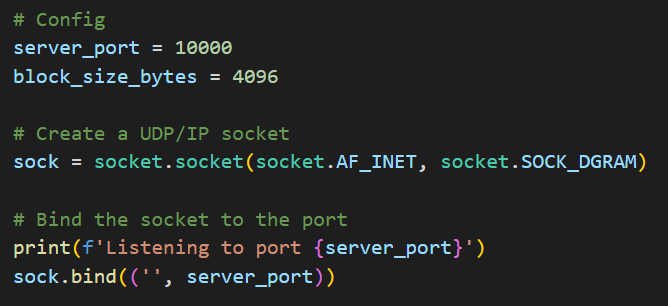 # Config
server_port = 10000
block_size_bytes = 4096
# Create a UDP/IP socket
sock = socket.socket(socket.AF_INET, socket.SOCK_DGRAM)
# Bind the socket to the port
print(f'Listening to port {server_port}')
sock.bind(('', server_port))